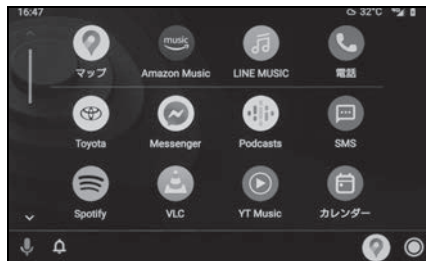 16:47 32°C
music
マップ Amazon Music LINE MUSIC 電話
Toyota Messenger Podcasts SMS
Spotify VLC YT Music カレンダー